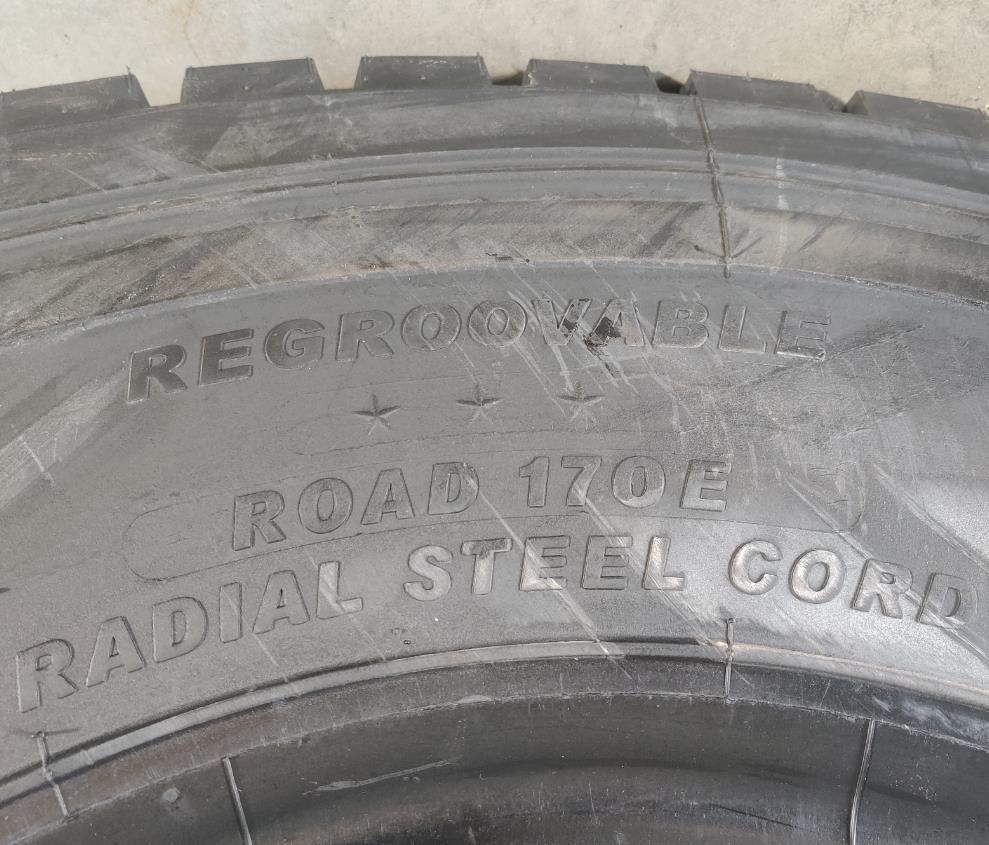 REGROOVABLE
★ ★ ★
ROAD 170E
RADIAL STEEL CORD